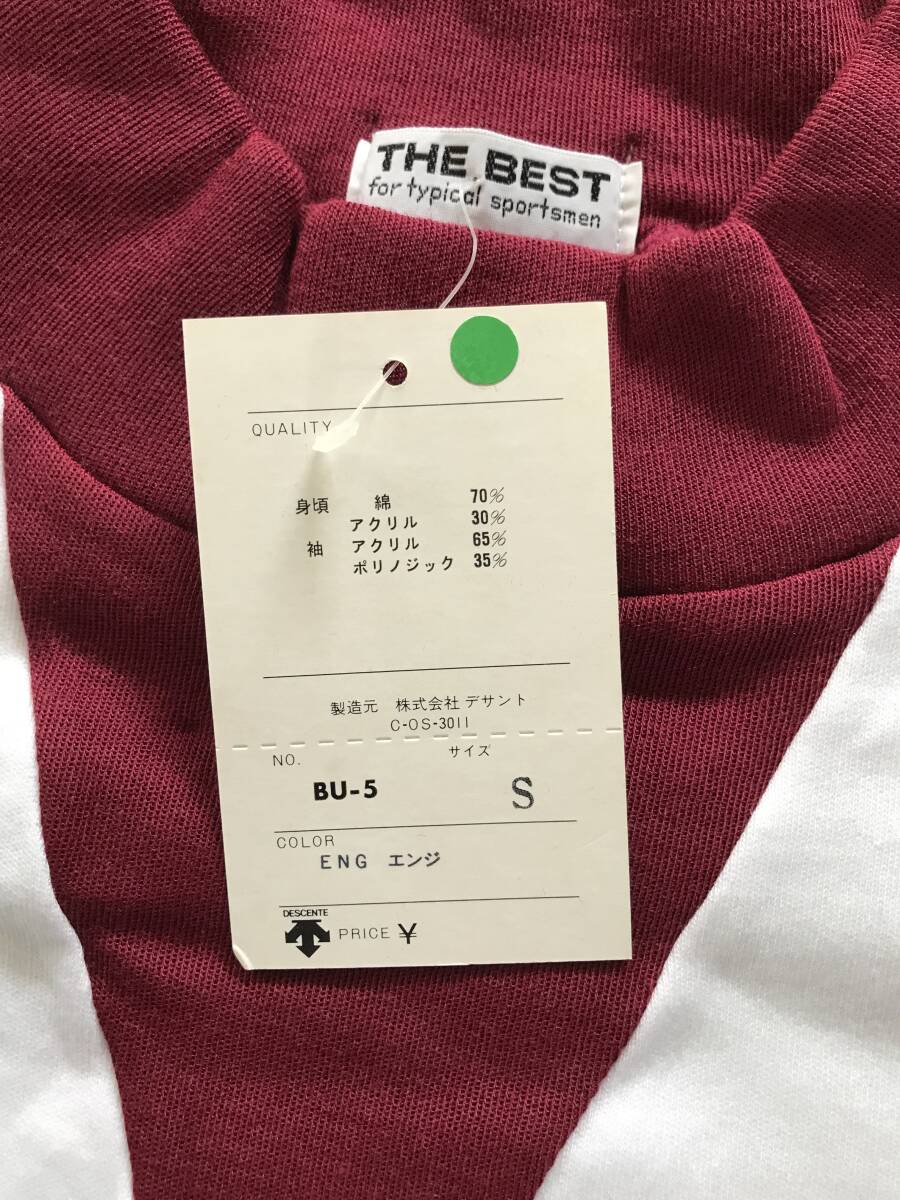 THE BEST
for typical sportsmen
QUALITY
身頃 綿 70%
アクリル 30%
袖 アクリル 65%
ポリノジック 35%
製造元 株式会社 デサント
C-OS-3011
NO. サイズ
BU-5 S
COLOR
ENG エンジ
DESCENTE
PRICE ¥